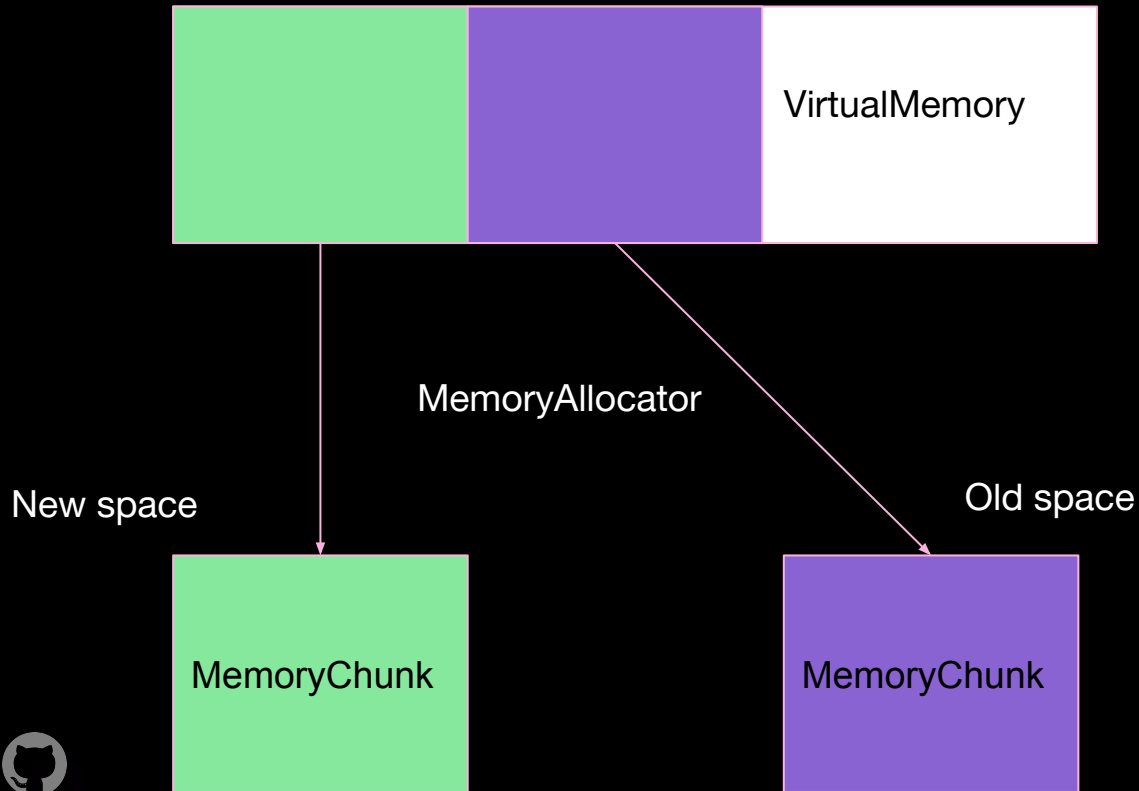 VirtualMemory
MemoryAllocator
New space
Old space
MemoryChunk
MemoryChunk